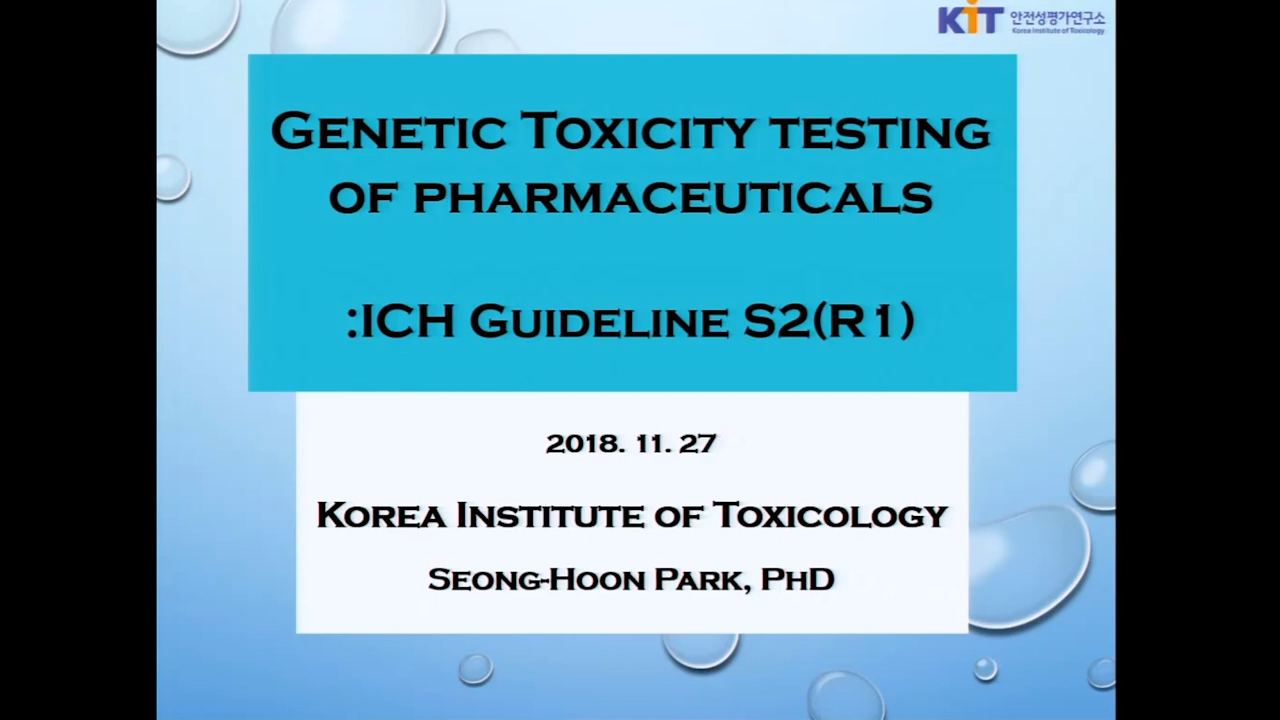 KIT 안전성평가연구소
Korea Institute of Toxicology
Genetic Toxicity testing
of pharmaceuticals
:ICH Guideline S2(R1)
2018. 11. 27
Korea Institute of Toxicology
Seong-Hoon Park, PhD